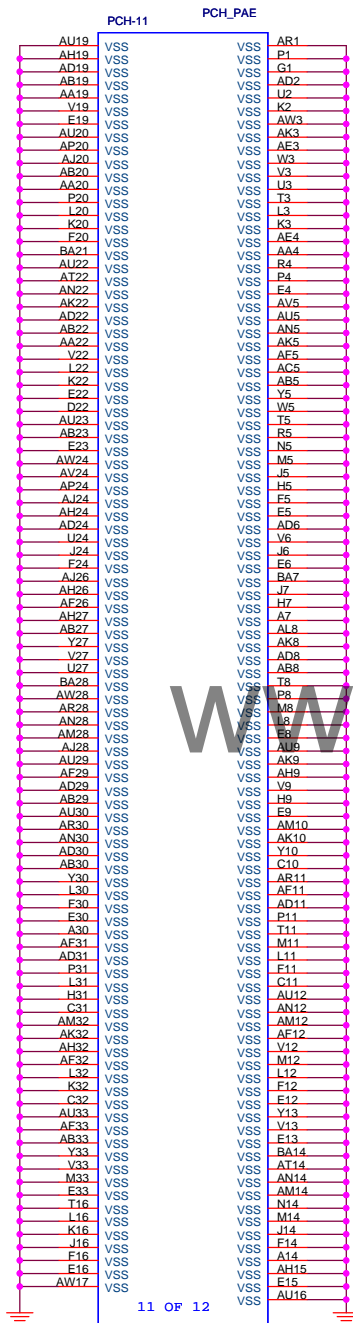 PCH-11 PCH_PAE
AU19 VSS VSS AR1
AH19 VSS VSS P1
AD19 VSS VSS G1
AB19 VSS VSS AD2
AA19 VSS VSS U2
V19 VSS VSS K2
E19 VSS VSS AW3
AU20 VSS VSS AK3
AP20 VSS VSS AE3
AJ20 VSS VSS W3
AB20 VSS VSS V3
AA20 VSS VSS U3
P20 VSS VSS T3
L20 VSS VSS L3
K20 VSS VSS K3
F20 VSS VSS AE4
BA21 VSS VSS AA4
AU22 VSS VSS R4
AT22 VSS VSS P4
AN22 VSS VSS E4
AK22 VSS VSS AV5
AD22 VSS VSS AU5
AB22 VSS VSS AN5
AA22 VSS VSS AK5
V22 VSS VSS AF5
L22 VSS VSS AC5
K22 VSS VSS AB5
E22 VSS VSS Y5
D22 VSS VSS W5
AU23 VSS VSS T5
AB23 VSS VSS R5
E23 VSS VSS N5
AW24 VSS VSS M5
AV24 VSS VSS J5
AP24 VSS VSS H5
AJ24 VSS VSS F5
AH24 VSS VSS E5
AD24 VSS VSS AD6
U24 VSS VSS V6
J24 VSS VSS J6
F24 VSS VSS E6
AJ26 VSS VSS BA7
AH26 VSS VSS J7
AF26 VSS VSS H7
AH27 VSS VSS A7
AB27 VSS VSS AL8
Y27 VSS VSS AK8
V27 VSS VSS AD8
U27 VSS VSS AB8
BA28 VSS VSS T8
AW28 VSS VSS P8
AR28 VSS VSS M8
AN28 VSS VSS L8
AM28 VSS VSS E8
AJ28 VSS VSS AU9
AU29 VSS VSS AK9
AF29 VSS VSS AH9
AD29 VSS VSS V9
AB29 VSS VSS H9
AU30 VSS VSS E9
AR30 VSS VSS AM10
AN30 VSS VSS AK10
AD30 VSS VSS Y10
AB30 VSS VSS C10
Y30 VSS VSS AR11
L30 VSS VSS AF11
F30 VSS VSS AD11
E30 VSS VSS P11
A30 VSS VSS T11
AF31 VSS VSS M11
AD31 VSS VSS L11
P31 VSS VSS F11
L31 VSS VSS C11
H31 VSS VSS AU12
C31 VSS VSS AN12
AM32 VSS VSS AM12
AK32 VSS VSS AF12
AH32 VSS VSS V12
AF32 VSS VSS M12
L32 VSS VSS L12
K32 VSS VSS F12
C32 VSS VSS E12
AU33 VSS VSS Y13
AF33 VSS VSS V13
AB33 VSS VSS E13
Y33 VSS VSS BA14
V33 VSS VSS AT14
M33 VSS VSS AN14
E33 VSS VSS AM14
T16 VSS VSS N14
L16 VSS VSS M14
K16 VSS VSS J14
J16 VSS VSS F14
F16 VSS VSS A14
E16 VSS VSS AH15
AW17 VSS VSS E15
VSS AU16
11 OF 12
WW